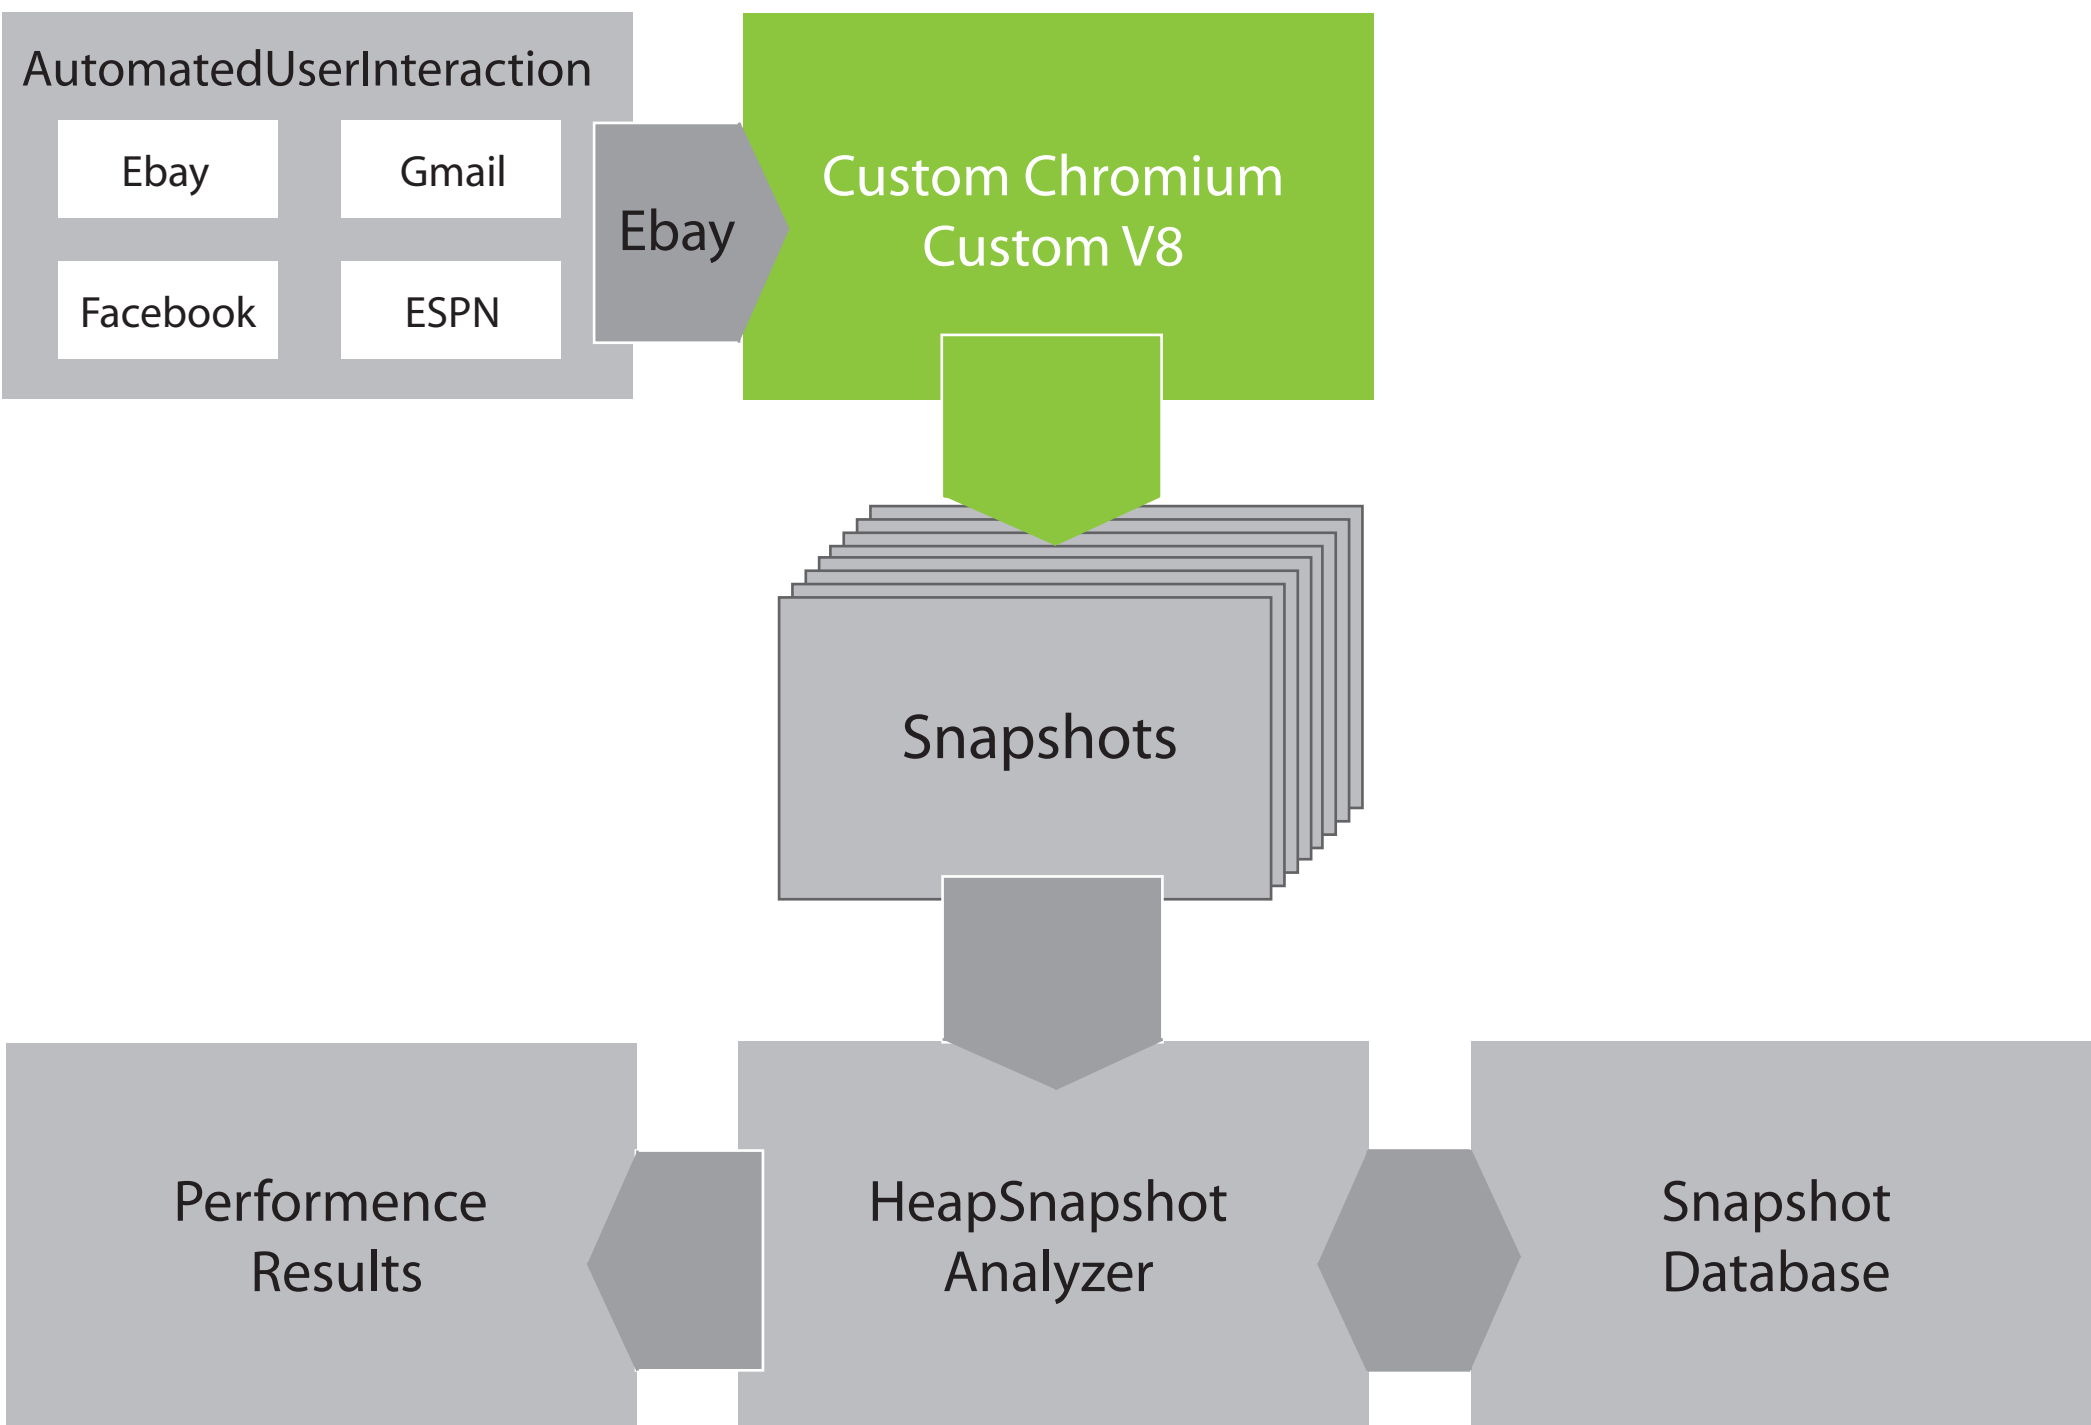 AutomatedUserInteraction
Ebay
Gmail
Facebook
ESPN
Ebay
Custom Chromium
Custom V8
Snapshots
Performence
Results
HeapSnapshot
Analyzer
Snapshot
Database